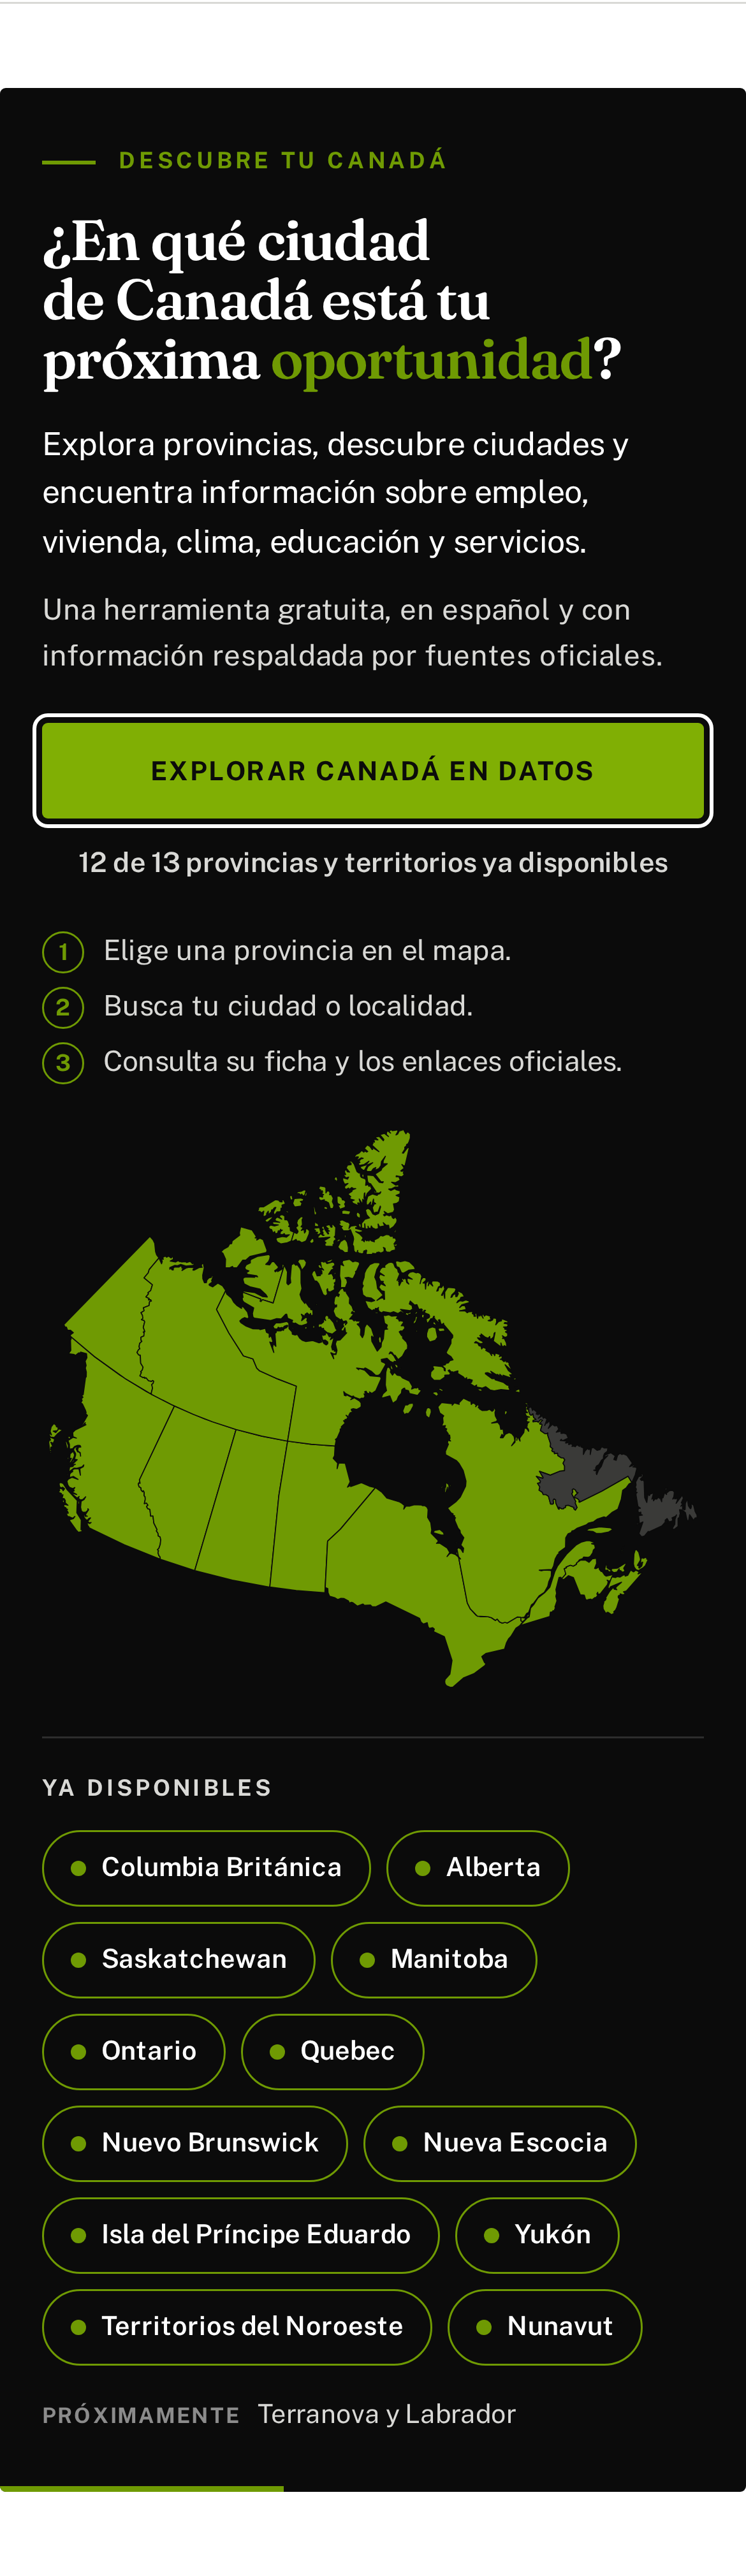 DESCUBRE TU CANADÁ
¿En qué ciudad
de Canadá está tu
próxima oportunidad?
Explora provincias, descubre ciudades y
encuentra información sobre empleo,
vivienda, clima, educación y servicios.
Una herramienta gratuita, en español y con
información respaldada por fuentes oficiales.
EXPLORAR CANADÁ EN DATOS
12 de 13 provincias y territorios ya disponibles
1 Elige una provincia en el mapa.
2 Busca tu ciudad o localidad.
3 Consulta su ficha y los enlaces oficiales.
YA DISPONIBLES
Columbia Británica Alberta
Saskatchewan Manitoba
Ontario Quebec
Nuevo Brunswick Nueva Escocia
Isla del Príncipe Eduardo Yukón
Territorios del Noroeste Nunavut
PRÓXIMAMENTE Terranova y Labrador